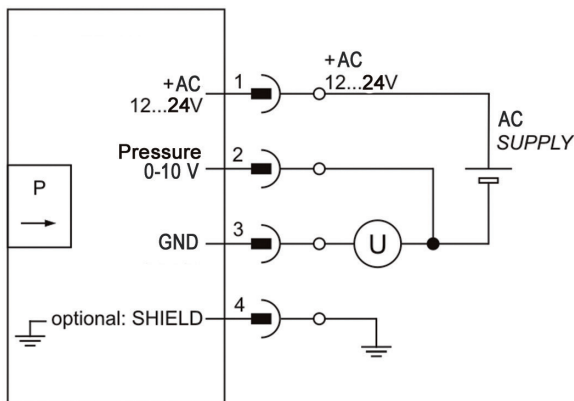 +AC
12...24V
1
+AC
12...24V
AC
SUPPLY
Pressure
0-10 V
2
P
GND
3
U
optional: SHIELD
4